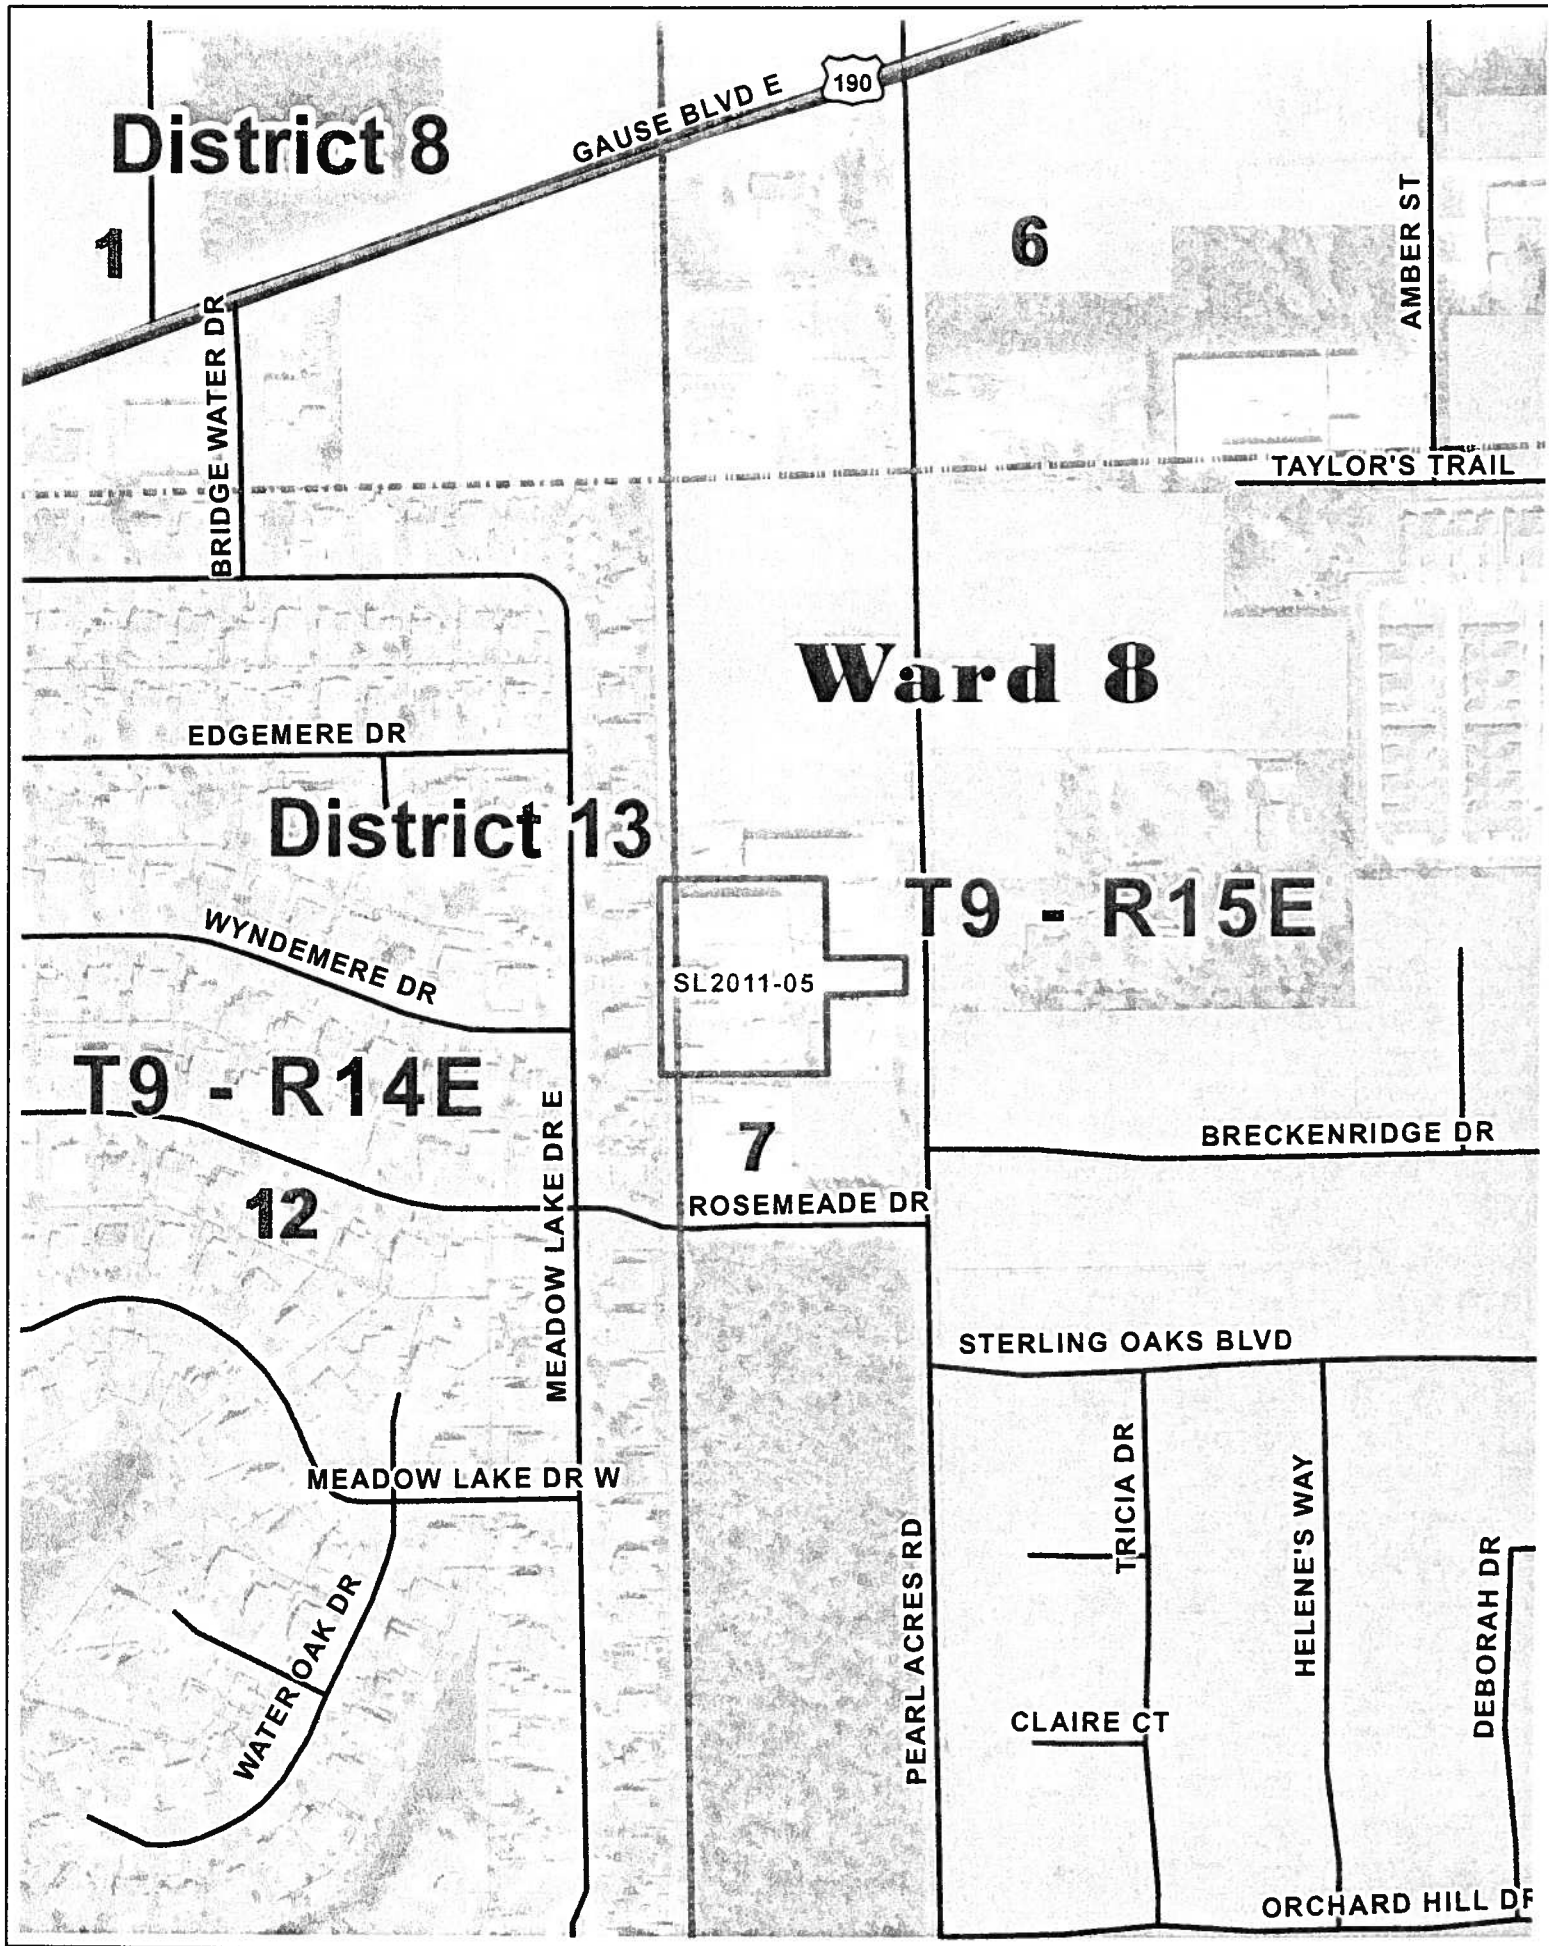 190
GAUSE BLVD E
District 8
1
6
AMBER ST
BRIDGE WATER DR
TAYLOR'S TRAIL
Ward 8
EDGEMERE DR
District 13
T9 - R15E
WYNDEMERE DR
SL2011-05
T9 - R14E
7
BRECKENRIDGE DR
12
ROSEMEADE DR
MEADOW LAKE DR E
STERLING OAKS BLVD
MEADOW LAKE DR W
TRICIA DR
HELENE'S WAY
PEARL ACRES RD
DEBORAH DR
WATER OAK DR
CLAIRE CT
ORCHARD HILL DR